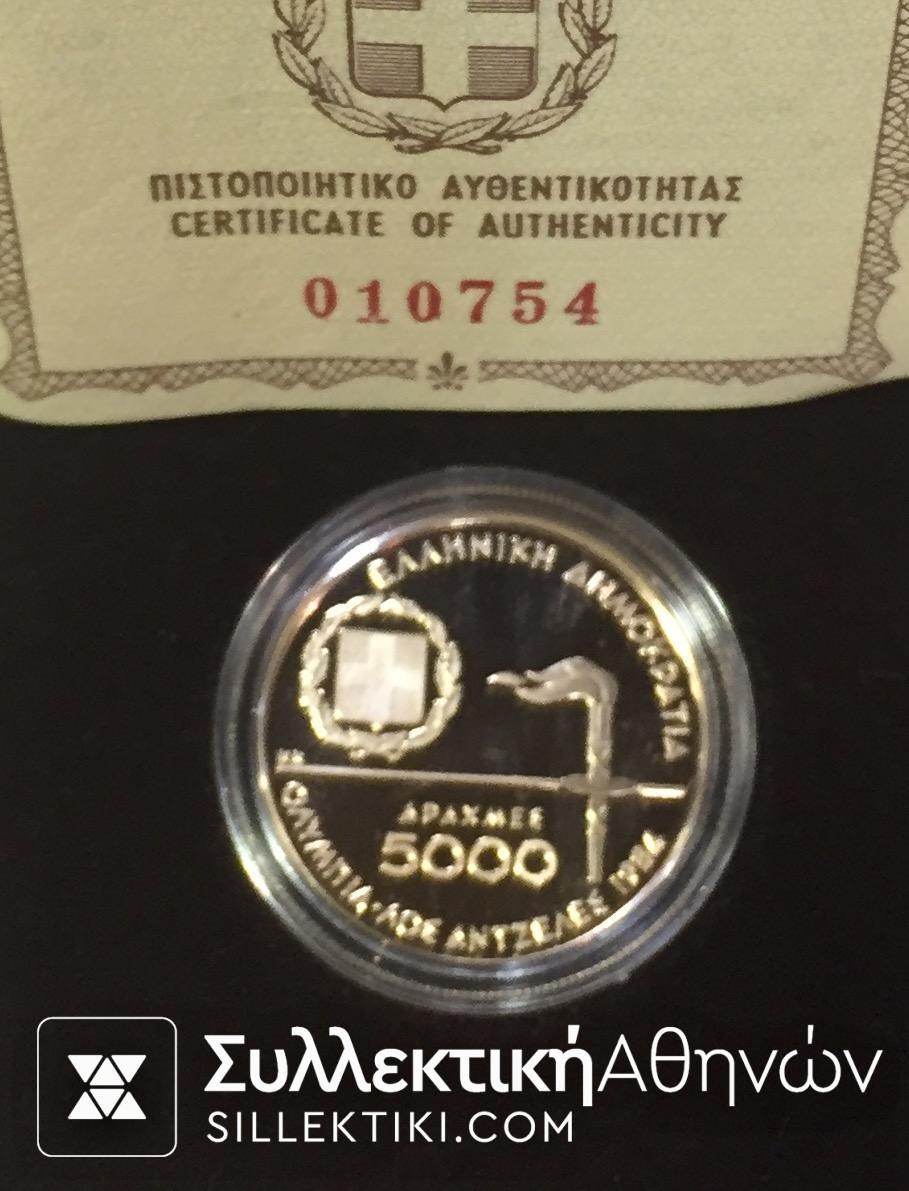 ΠΙΣΤΟΠΟΙΗΤΙΚΟ ΑΥΘΕΝΤΙΚΟΤΗΤΑΣ
CERTIFICATE OF AUTHENTICITY
010754
ΕΛΛΗΝΙΚΗ ΔΗΜΟΚΡΑΤΙΑ
ΔΡΑΧΜΕΣ
5000
ΟΛΥΜΠΙΑ·ΛΟΣ ΑΝΤΖΕΛΕΣ 1984
ΣυλλεκτικήΑθηνών
SILLEKTIKI.COM